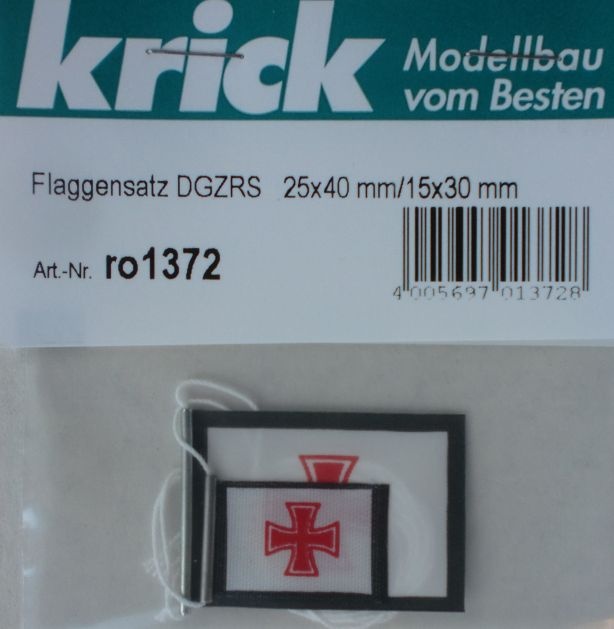 krick
Modellbau
vom Besten
Flaggensatz DGZRS 25x40 mm/15x30 mm
Art.-Nr. ro1372
4 005697 013728